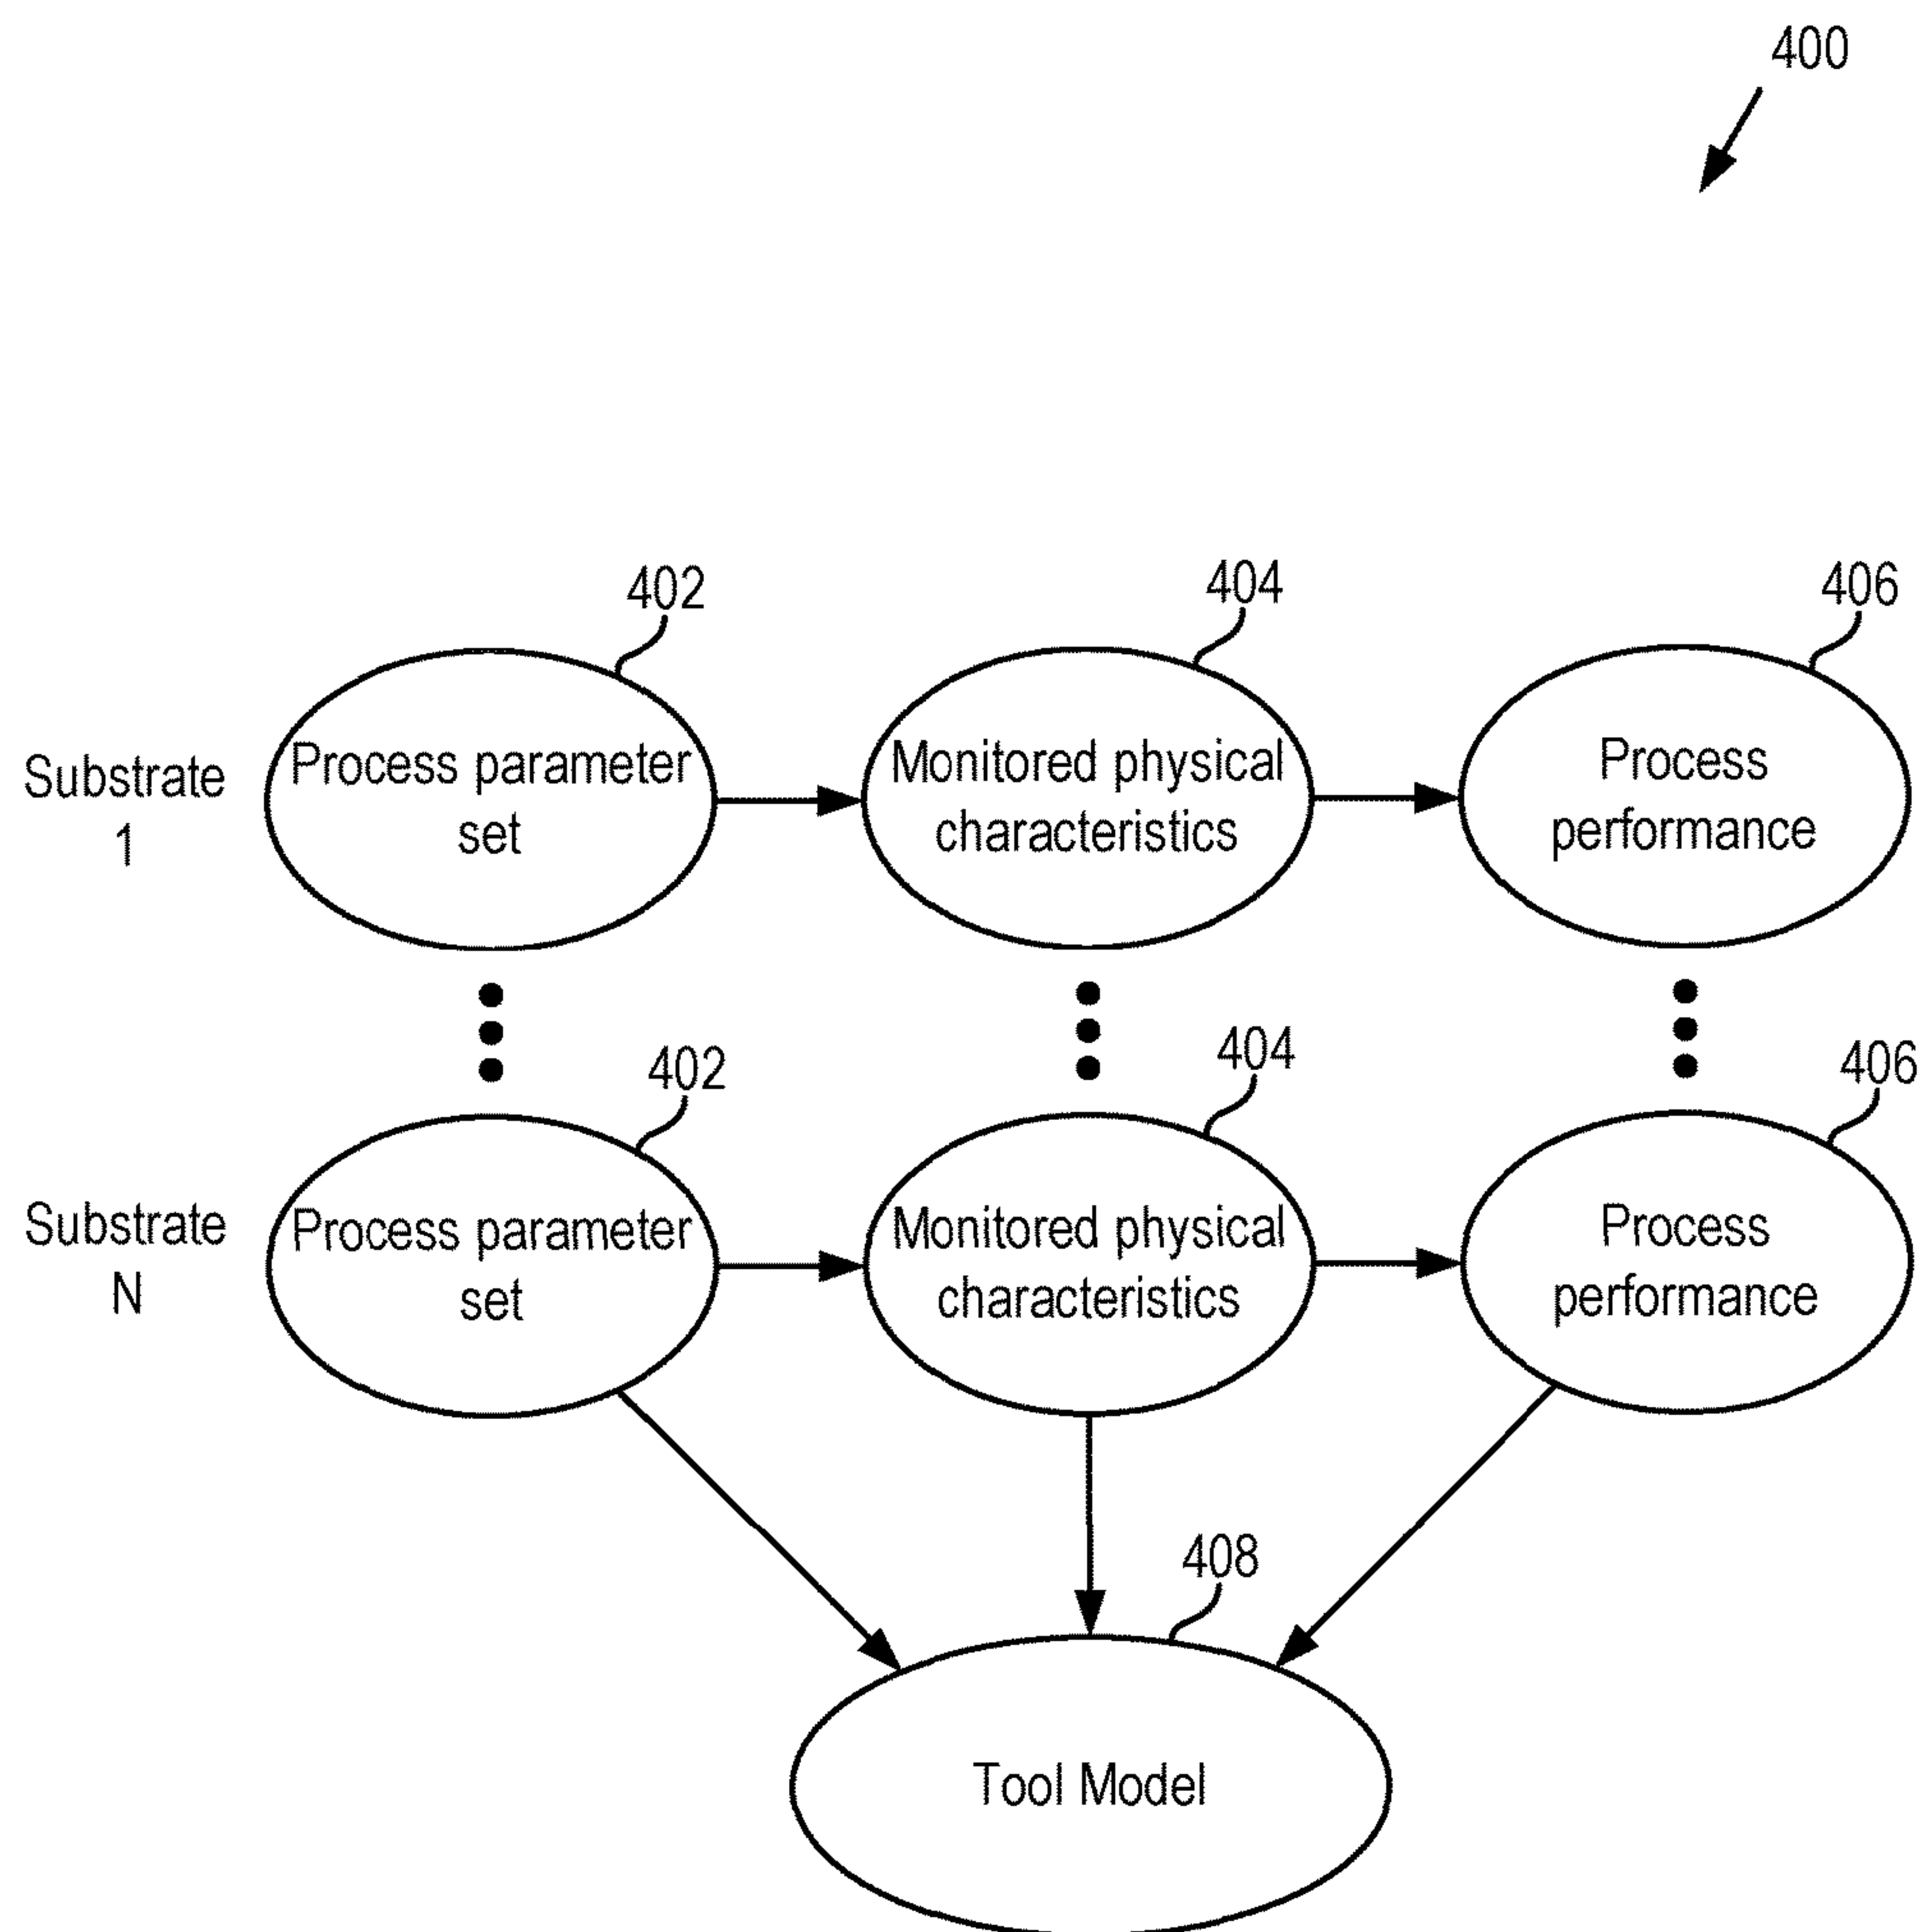 400
402
404
406
Substrate
1
Process parameter
set
Monitored physical
characteristics
Process
performance
402
404
406
Substrate
N
Process parameter
set
Monitored physical
characteristics
Process
performance
408
Tool Model